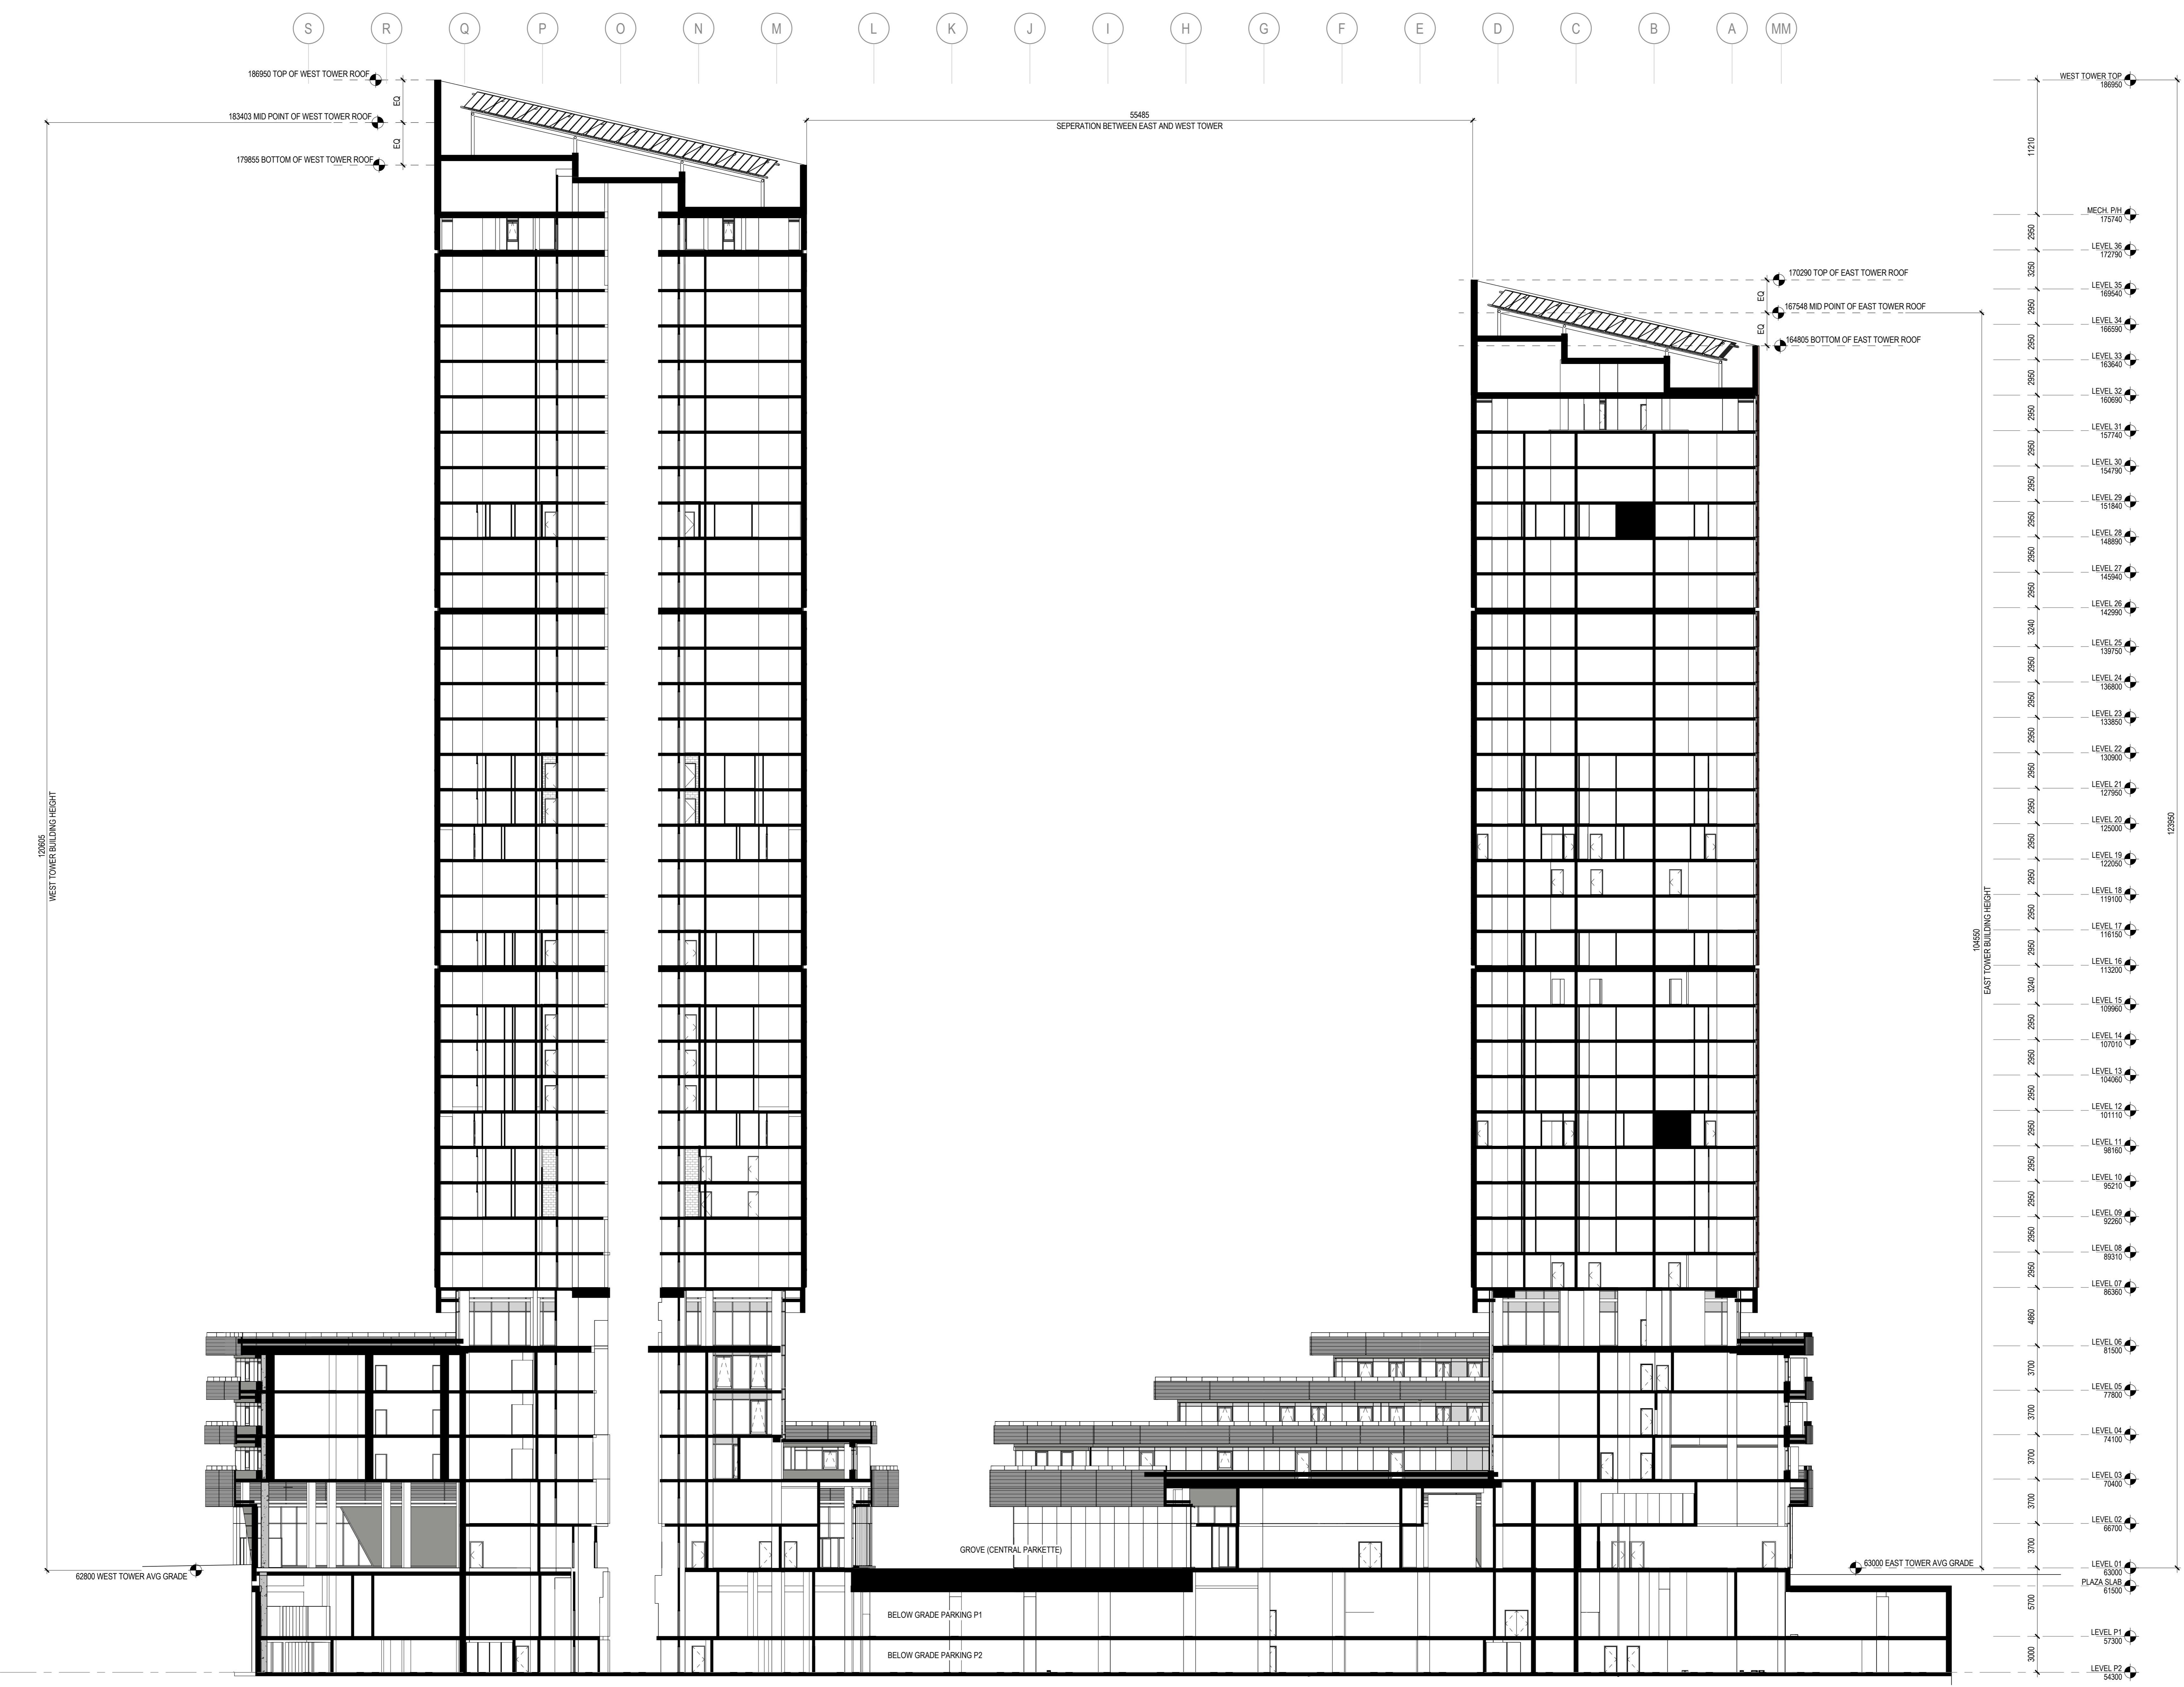 S R Q P O N M L K J I H G F E D C B A MM
186950 TOP OF WEST TOWER ROOF
EQ
183403 MID POINT OF WEST TOWER ROOF
EQ
179855 BOTTOM OF WEST TOWER ROOF
55485
SEPERATION BETWEEN EAST AND WEST TOWER
170290 TOP OF EAST TOWER ROOF
EQ
167548 MID POINT OF EAST TOWER ROOF
EQ
164805 BOTTOM OF EAST TOWER ROOF
120605
WEST TOWER BUILDING HEIGHT
104550
EAST TOWER BUILDING HEIGHT
123950
WEST TOWER TOP
186950
11210
MECH. P/H
175740
2950
LEVEL 36
172790
3250
LEVEL 35
169540
2950
LEVEL 34
166590
2950
LEVEL 33
163640
2950
LEVEL 32
160690
2950
LEVEL 31
157740
2950
LEVEL 30
154790
2950
LEVEL 29
151840
2950
LEVEL 28
148890
2950
LEVEL 27
145940
2950
LEVEL 26
142990
3240
LEVEL 25
139750
2950
LEVEL 24
136800
2950
LEVEL 23
133850
2950
LEVEL 22
130900
2950
LEVEL 21
127950
2950
LEVEL 20
125000
2950
LEVEL 19
122050
2950
LEVEL 18
119100
2950
LEVEL 17
116150
2950
LEVEL 16
113200
3240
LEVEL 15
109960
2950
LEVEL 14
107010
2950
LEVEL 13
104060
2950
LEVEL 12
101110
2950
LEVEL 11
98160
2950
LEVEL 10
95210
2950
LEVEL 09
92260
2950
LEVEL 08
89310
2950
LEVEL 07
86360
4860
LEVEL 06
81500
3700
LEVEL 05
77800
3700
LEVEL 04
74100
3700
LEVEL 03
70400
3700
LEVEL 02
66700
3700
LEVEL 01
63000
PLAZA SLAB
61500
5700
LEVEL P1
57300
3000
LEVEL P2
54300
GROVE (CENTRAL PARKETTE)
63000 EAST TOWER AVG GRADE
62800 WEST TOWER AVG GRADE
BELOW GRADE PARKING P1
BELOW GRADE PARKING P2